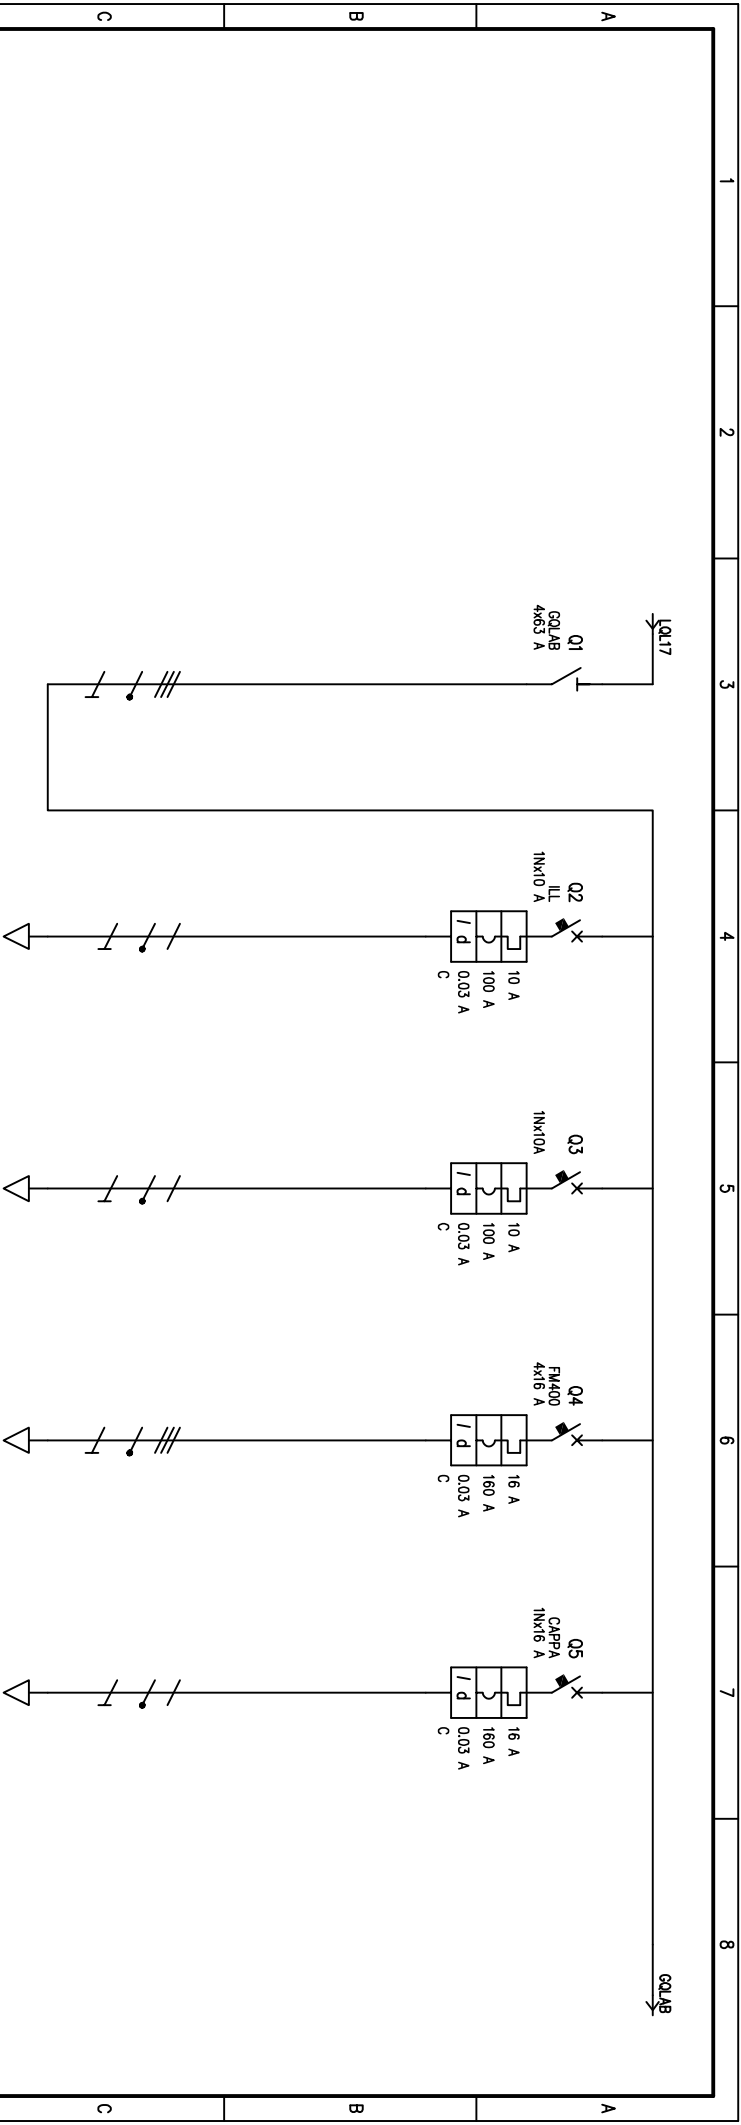 1
2
3
4
5
6
7
8
A
A
B
B
C
C
LQL17
GQLAB
Q1
GQLAB
4x63 A
Q2
ILL
1Nx10 A
10 A
100 A
I d
0.03 A
C
Q3
1Nx10A
10 A
100 A
I d
0.03 A
C
Q4
FM400
4x16 A
16 A
160 A
I d
0.03 A
C
Q5
CAPPA
1Nx16 A
16 A
160 A
I d
0.03 A
C